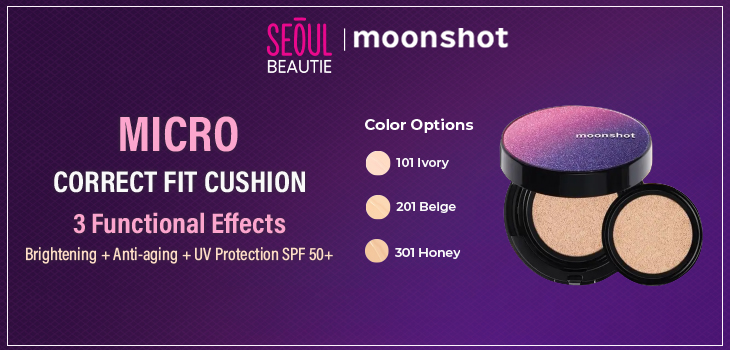 SEŌUL
BEAUTIE
moonshot
MICRO
CORRECT FIT CUSHION
3 Functional Effects
Brightening + Anti-aging + UV Protection SPF 50+
Color Options
101 Ivory
201 Beige
301 Honey
moonshot